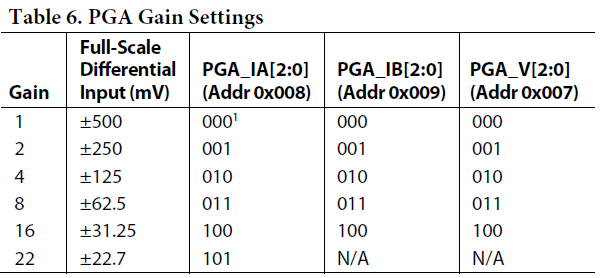 Table 6. PGA Gain Settings
Gain Full-Scale Differential Input (mV) PGA_IA[2:0] (Addr 0x008) PGA_IB[2:0] (Addr 0x009) PGA_V[2:0] (Addr 0x007)
1 ±500 000¹ 000 000
2 ±250 001 001 001
4 ±125 010 010 010
8 ±62.5 011 011 011
16 ±31.25 100 100 100
22 ±22.7 101 N/A N/A